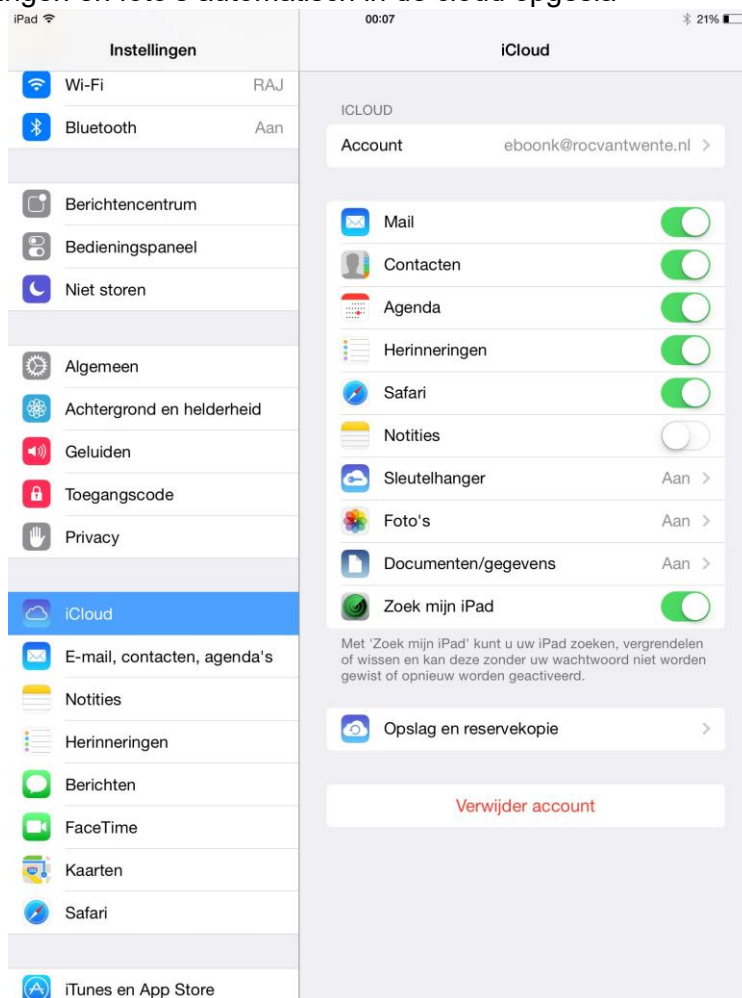 iPad 00:07 21%
Instellingen
Wi-Fi RAJ
Bluetooth Aan
Berichtencentrum
Bedieningspaneel
Niet storen
Algemeen
Achtergrond en helderheid
Geluiden
Toegangscode
Privacy
iCloud
E-mail, contacten, agenda's
Notities
Herinneringen
Berichten
FaceTime
Kaarten
Safari
iTunes en App Store
iCloud
ICLOUD
Account eboonk@rocvantwente.nl
Mail
Contacten
Agenda
Herinneringen
Safari
Notities
Sleutelhanger Aan
Foto's Aan
Documenten/gegevens Aan
Zoek mijn iPad
Met 'Zoek mijn iPad' kunt u uw iPad zoeken, vergrendelen
of wissen en kan deze zonder uw wachtwoord niet worden
gewist of opnieuw worden geactiveerd.
Opslag en reservekopie
Verwijder account